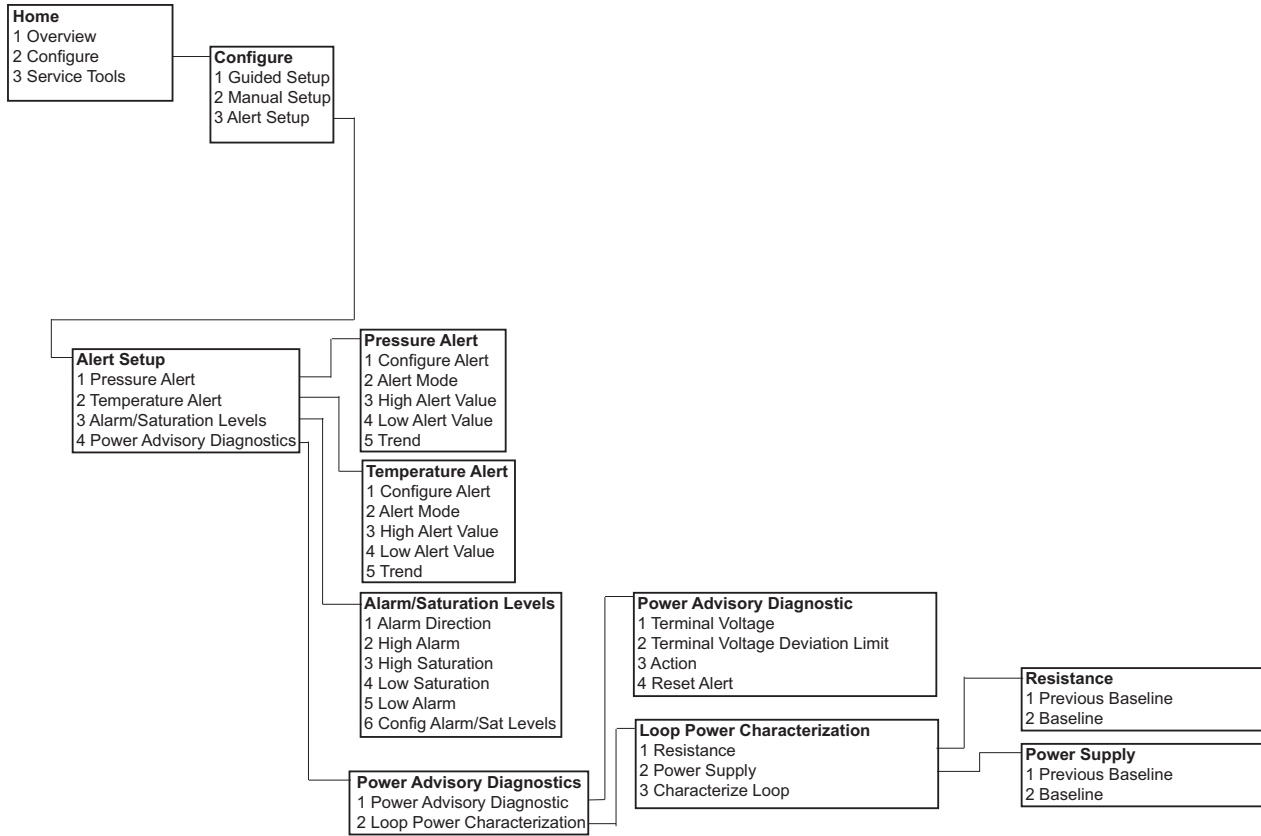 Home
1 Overview
2 Configure
3 Service Tools
Configure
1 Guided Setup
2 Manual Setup
3 Alert Setup
Alert Setup
1 Pressure Alert
2 Temperature Alert
3 Alarm/Saturation Levels
4 Power Advisory Diagnostics
Pressure Alert
1 Configure Alert
2 Alert Mode
3 High Alert Value
4 Low Alert Value
5 Trend
Temperature Alert
1 Configure Alert
2 Alert Mode
3 High Alert Value
4 Low Alert Value
5 Trend
Alarm/Saturation Levels
1 Alarm Direction
2 High Alarm
3 High Saturation
4 Low Saturation
5 Low Alarm
6 Config Alarm/Sat Levels
Power Advisory Diagnostics
1 Power Advisory Diagnostic
2 Loop Power Characterization
Power Advisory Diagnostic
1 Terminal Voltage
2 Terminal Voltage Deviation Limit
3 Action
4 Reset Alert
Loop Power Characterization
1 Resistance
2 Power Supply
3 Characterize Loop
Resistance
1 Previous Baseline
2 Baseline
Power Supply
1 Previous Baseline
2 Baseline